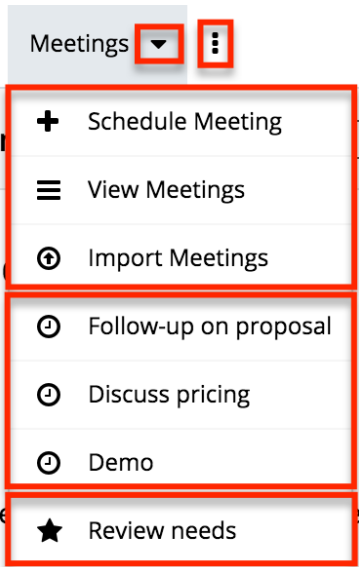 Meetings
Schedule Meeting
View Meetings
Import Meetings
Follow-up on proposal
Discuss pricing
Demo
Review needs